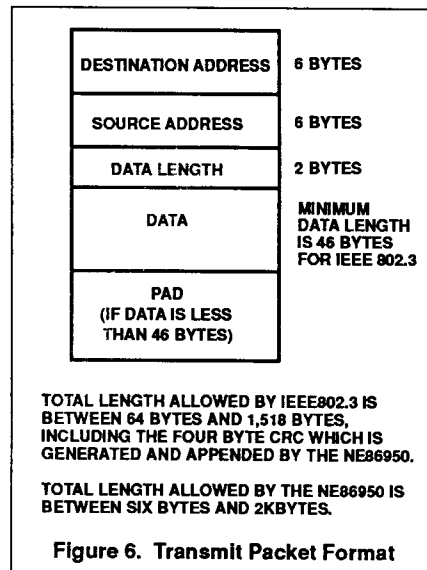 DESTINATION ADDRESS 6 BYTES
SOURCE ADDRESS 6 BYTES
DATA LENGTH 2 BYTES
DATA
MINIMUM
DATA LENGTH
IS 46 BYTES
FOR IEEE 802.3
PAD
(IF DATA IS LESS
THAN 46 BYTES)
TOTAL LENGTH ALLOWED BY IEEE802.3 IS
BETWEEN 64 BYTES AND 1,518 BYTES,
INCLUDING THE FOUR BYTE CRC WHICH IS
GENERATED AND APPENDED BY THE NE86950.
TOTAL LENGTH ALLOWED BY THE NE86950 IS
BETWEEN SIX BYTES AND 2KBYTES.
Figure 6. Transmit Packet Format